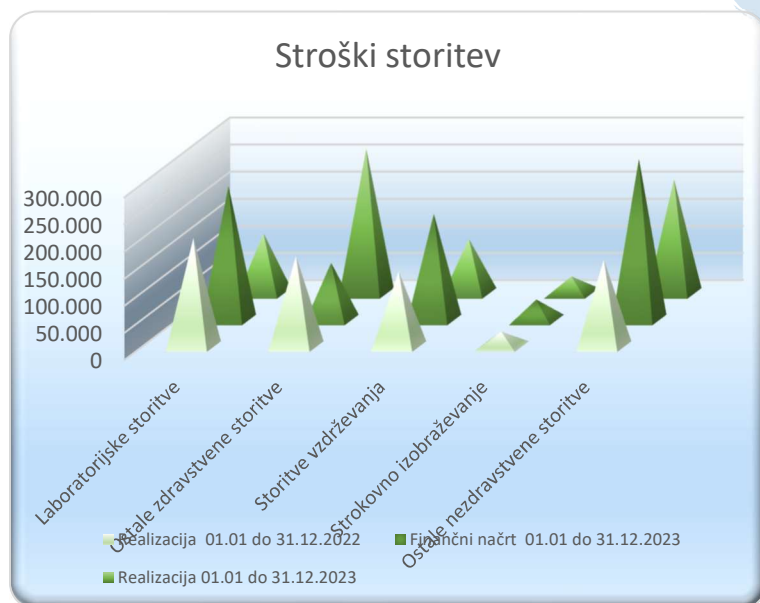 Stroški storitev
300.000
250.000
200.000
150.000
100.000
50.000
0
Laboratorijske storitve
Ostale zdravstvene storitve
Storitve vzdrževanja
Strokovno izobraževanje
Ostale nezdravstvene storitve
Realizacija 01.01 do 31.12.2022
Finančni načrt 01.01 do 31.12.2023
Realizacija 01.01 do 31.12.2023